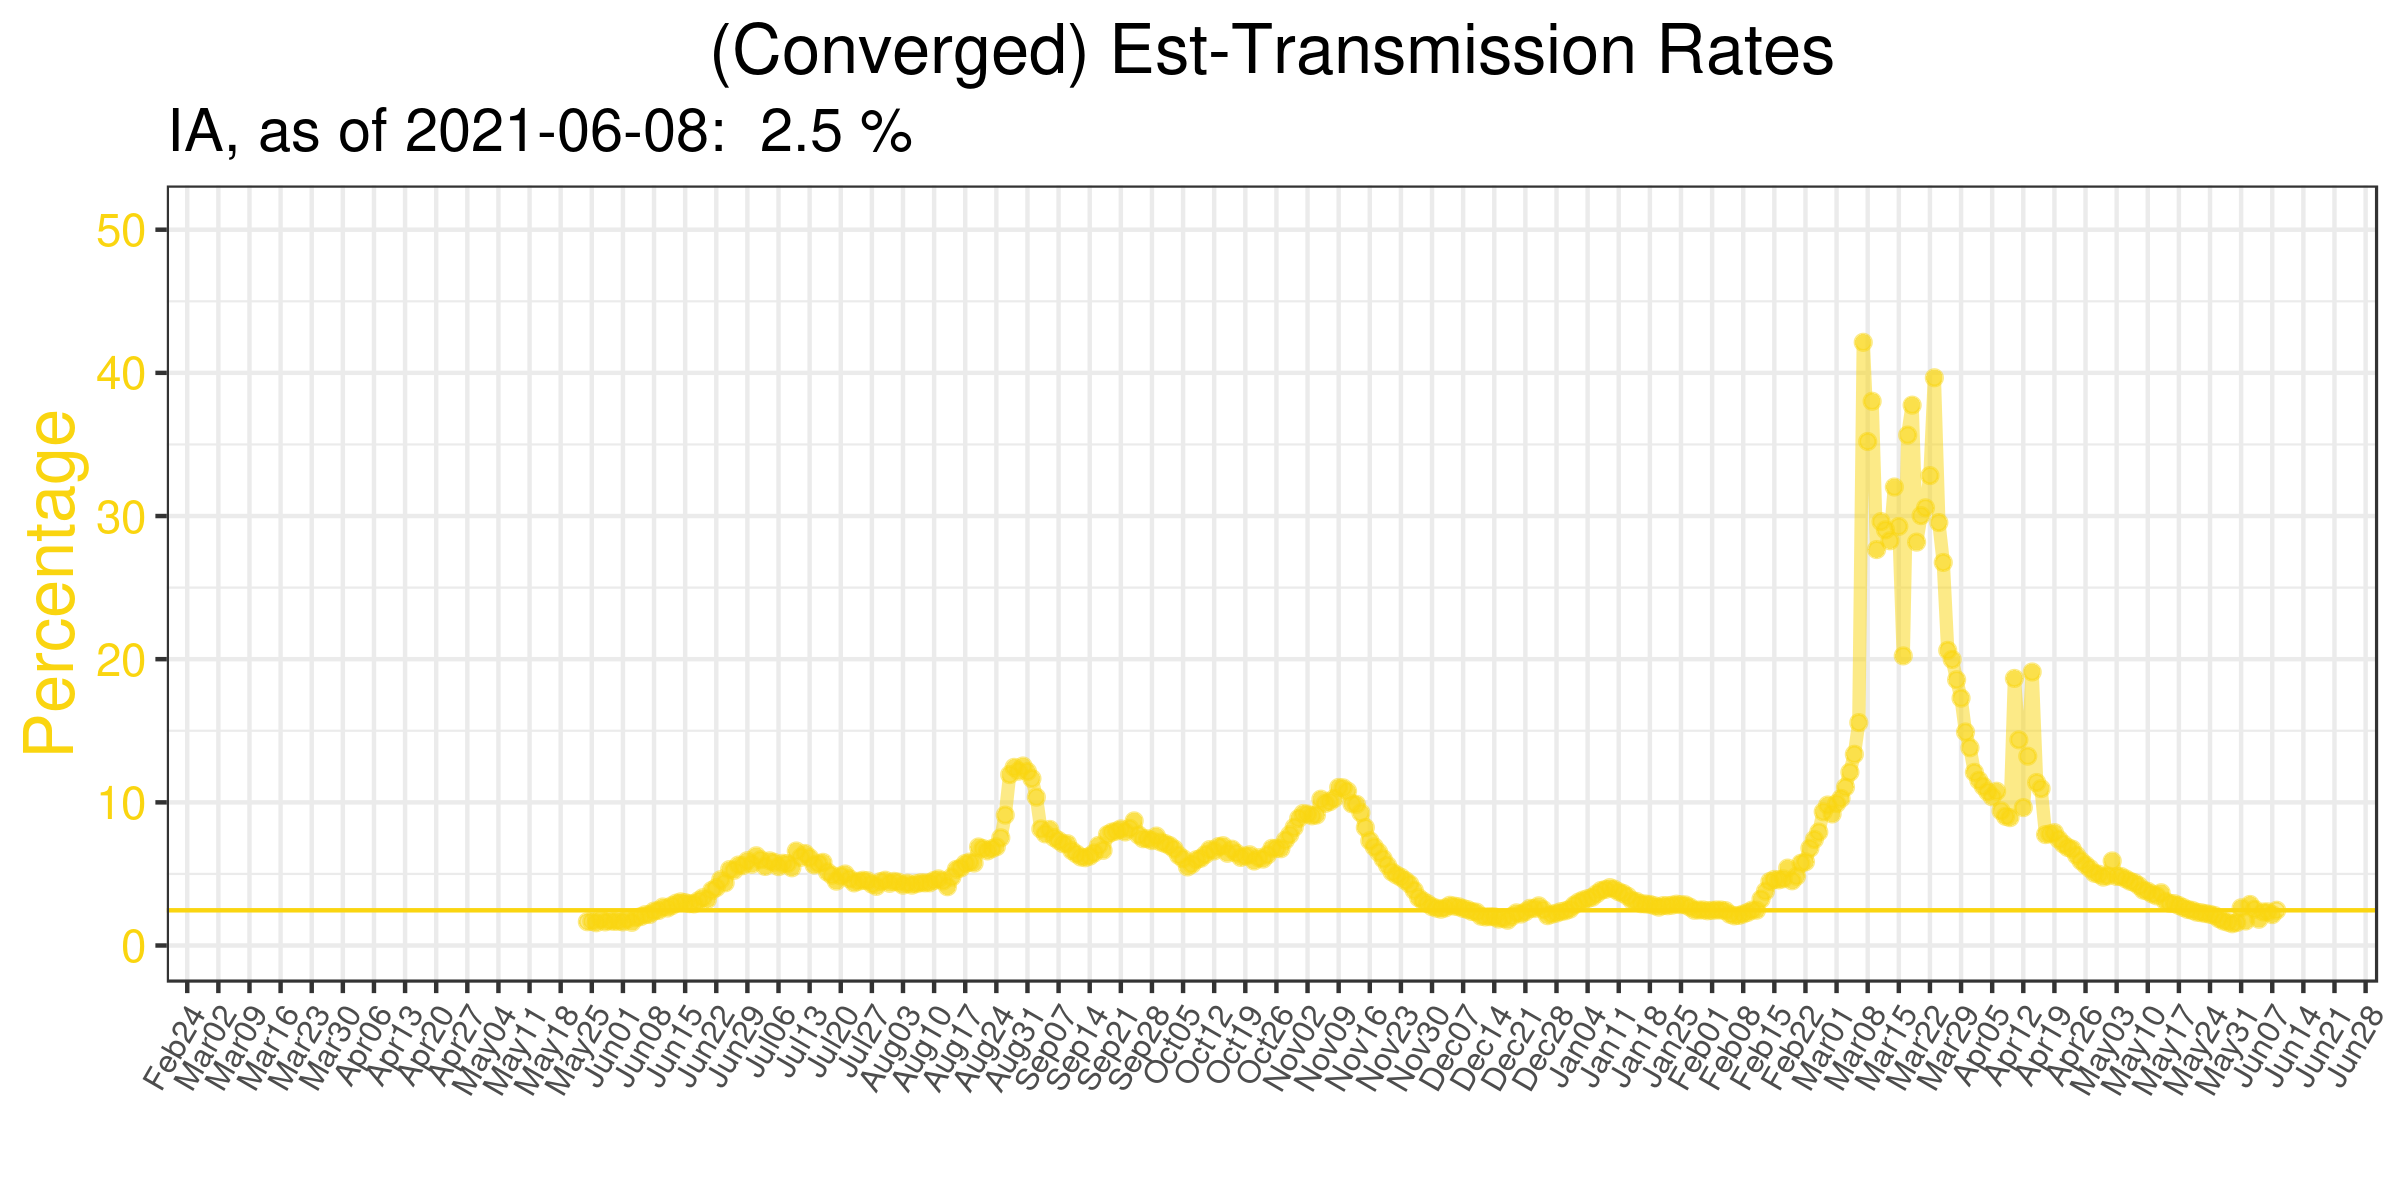 (Converged) Est-Transmission Rates
IA, as of 2021-06-08:  2.5 %
Percentage
50
40
30
20
10
0
Feb24
Mar02
Mar09
Mar16
Mar23
Mar30
Apr06
Apr13
Apr20
Apr27
May04
May11
May18
May25
Jun01
Jun08
Jun15
Jun22
Jun29
Jul06
Jul13
Jul20
Jul27
Aug03
Aug10
Aug17
Aug24
Aug31
Sep07
Sep14
Sep21
Sep28
Oct05
Oct12
Oct19
Oct26
Nov02
Nov09
Nov16
Nov23
Nov30
Dec07
Dec14
Dec21
Dec28
Jan04
Jan11
Jan18
Jan25
Feb01
Feb08
Feb15
Feb22
Mar01
Mar08
Mar15
Mar22
Mar29
Apr05
Apr12
Apr19
Apr26
May03
May10
May17
May24
May31
Jun07
Jun14
Jun21
Jun28